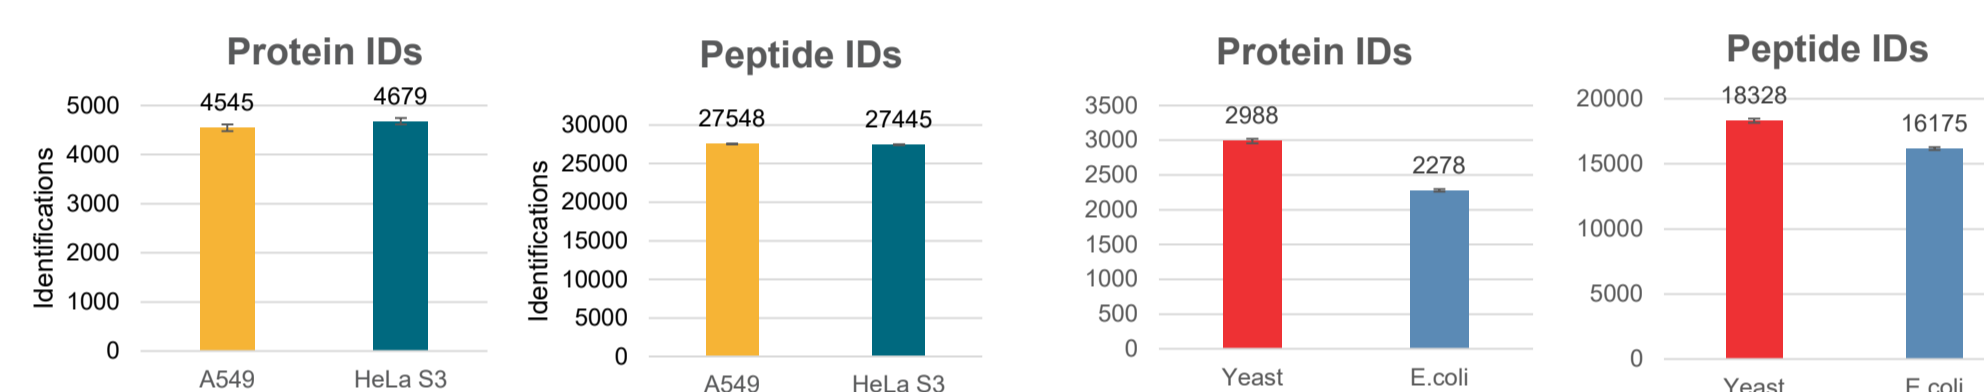 Protein IDs
5000
4000
3000
2000
1000
0
Identifications
4545
4679
A549
HeLa S3
Peptide IDs
30000
25000
20000
15000
10000
5000
0
Identifications
27548
27445
A549
HeLa S3
Protein IDs
3500
3000
2500
2000
1500
1000
500
0
2988
2278
Yeast
E.coli
Peptide IDs
20000
15000
10000
5000
0
18328
16175
Yeast
E.coli